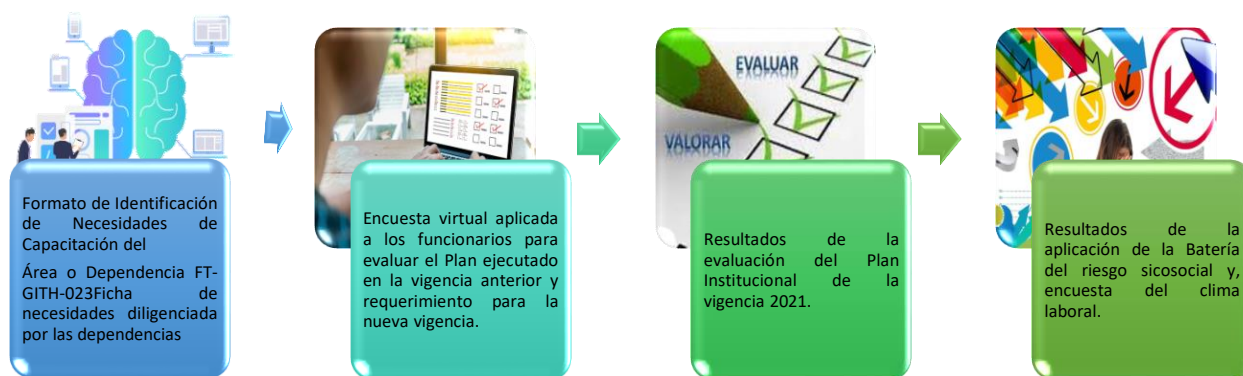 Formato de Identificación
de Necesidades de
Capacitación del
Área o Dependencia FT-
GITH-023Ficha de
necesidades diligenciada
por las dependencias
Encuesta virtual aplicada
a los funcionarios para
evaluar el Plan ejecutado
en la vigencia anterior y
requerimiento para la
nueva vigencia.
EVALUAR
VALORAR
Resultados de la
evaluación del Plan
Institucional de la
vigencia 2021.
Resultados de la
aplicación de la Batería
del riesgo sicosocial y,
encuesta del clima
laboral.